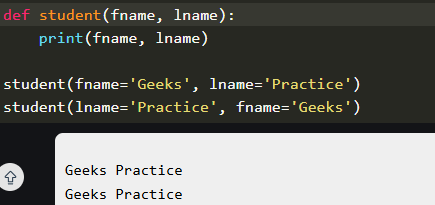 def student(fname, lname):
    print(fname, lname)
student(fname='Geeks', lname='Practice')
student(lname='Practice', fname='Geeks')
Geeks Practice
Geeks Practice